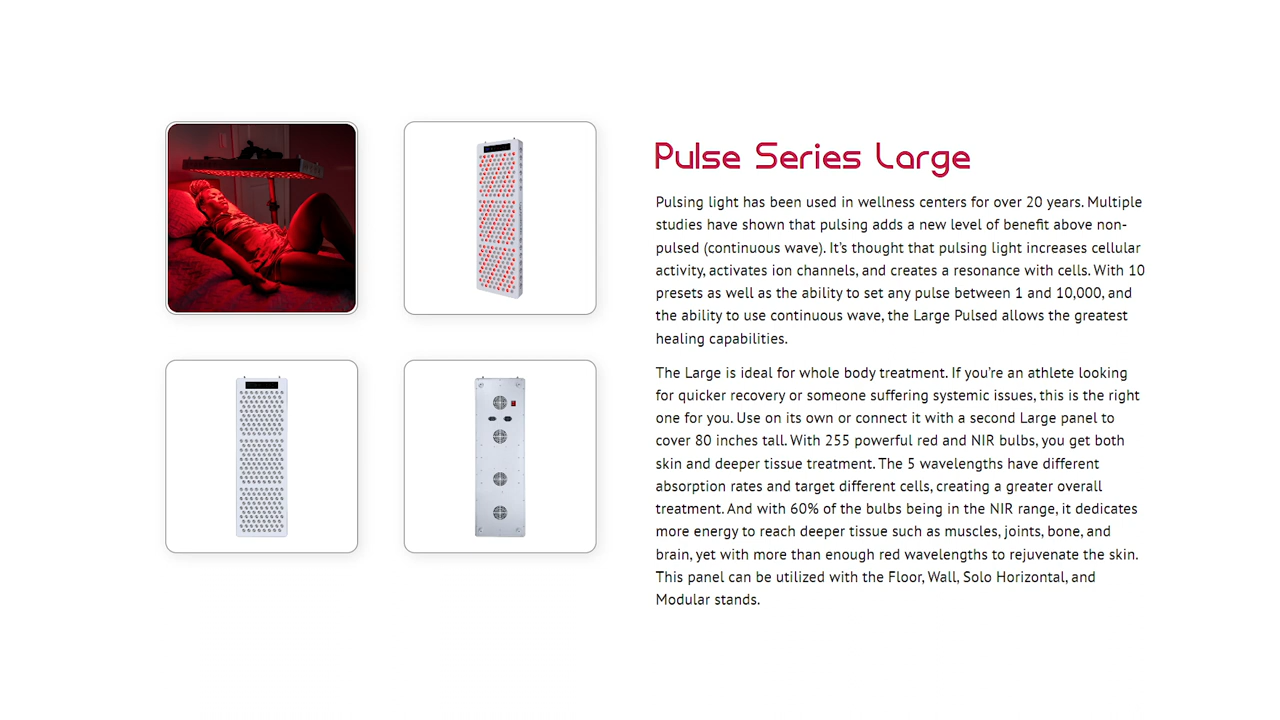 Pulse Series Large
Pulsing light has been used in wellness centers for over 20 years. Multiple
studies have shown that pulsing adds a new level of benefit above non-
pulsed (continuous wave). It's thought that pulsing light increases cellular
activity, activates ion channels, and creates a resonance with cells. With 10
presets as well as the ability to set any pulse between 1 and 10,000, and
the ability to use continuous wave, the Large Pulsed allows the greatest
healing capabilities.
The Large is ideal for whole body treatment. If you're an athlete looking
for quicker recovery or someone suffering systemic issues, this is the right
one for you. Use on its own or connect it with a second Large panel to
cover 80 inches tall. With 255 powerful red and NIR bulbs, you get both
skin and deeper tissue treatment. The 5 wavelengths have different
absorption rates and target different cells, creating a greater overall
treatment. And with 60% of the bulbs being in the NIR range, it dedicates
more energy to reach deeper tissue such as muscles, joints, bone, and
brain, yet with more than enough red wavelengths to rejuvenate the skin.
This panel can be utilized with the Floor, Wall, Solo Horizontal, and
Modular stands.